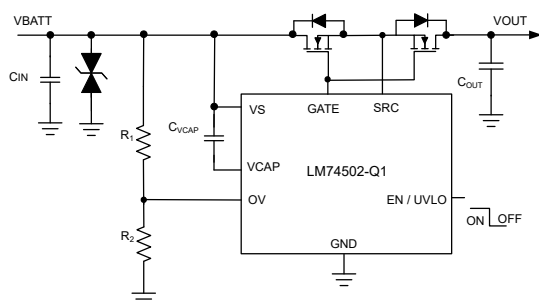 VBATT
VOUT
CIN
COUT
GATE
SRC
R1
CVCAP
VS
VCAP
LM74502-Q1
OV
EN / UVLO
ON
OFF
R2
GND